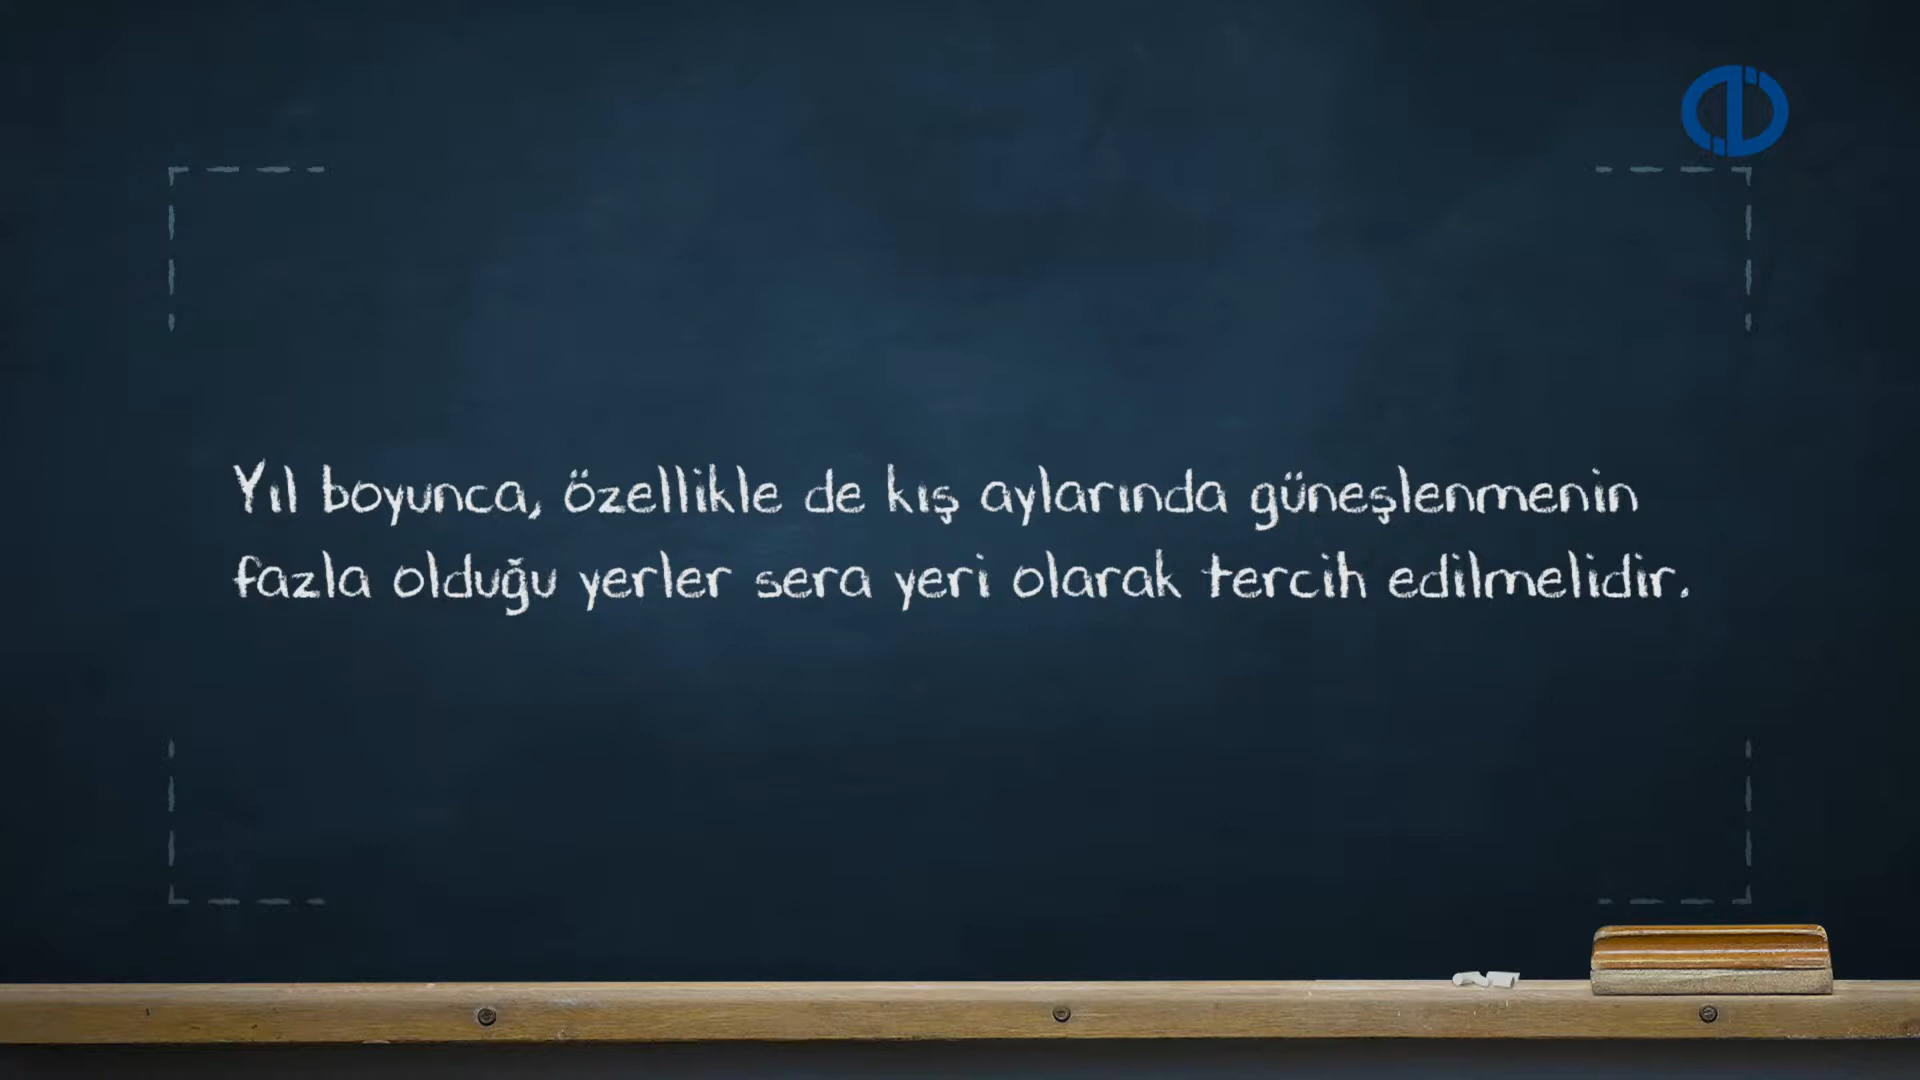 Yıl boyunca, özellikle de kış aylarında güneşlenmenin
fazla olduğu yerler sera yeri olarak tercih edilmelidir.